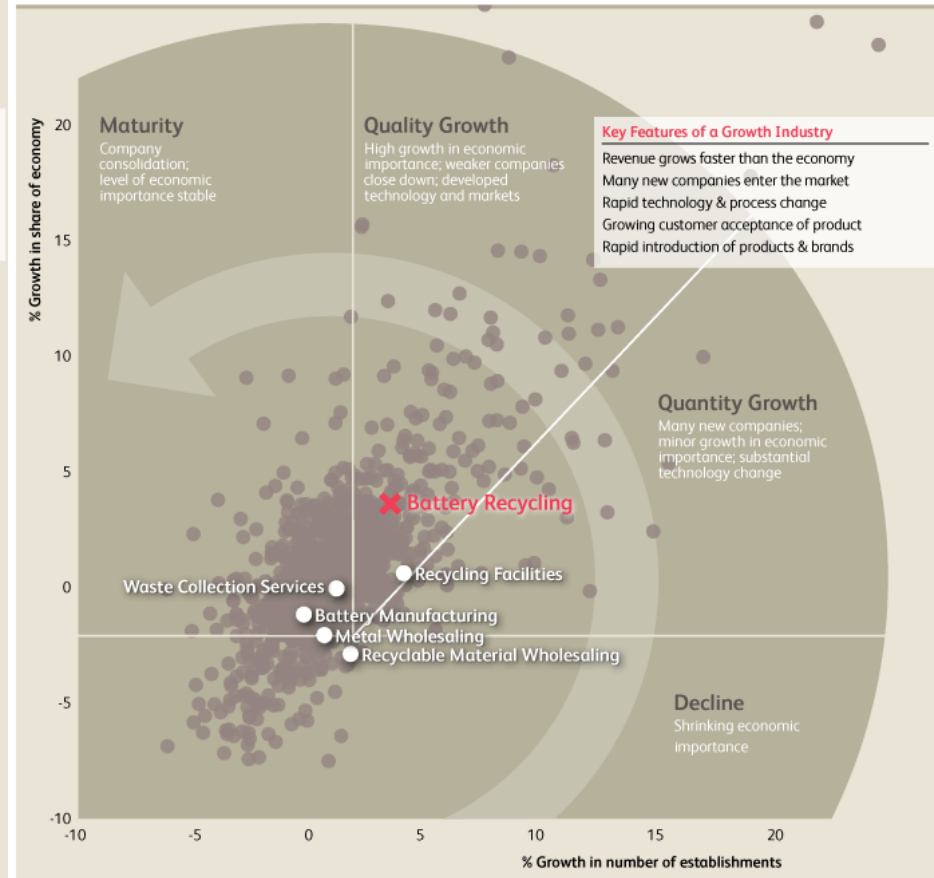 Maturity
Company
consolidation;
level of economic
importance stable
Quality Growth
High growth in economic
importance; weaker companies
close down; developed
technology and markets
Key Features of a Growth Industry
Revenue grows faster than the economy
Many new companies enter the market
Rapid technology & process change
Growing customer acceptance of product
Rapid introduction of products & brands
Quantity Growth
Many new companies;
minor growth in economic
importance; substantial
technology change
Battery Recycling
Waste Collection Services
Recycling Facilities
Battery Manufacturing
Metal Wholesaling
Recyclable Material Wholesaling
Decline
Shrinking economic
importance
% Growth in share of economy
20
15
10
5
0
-5
-10
-10 -5 0 5 10 15 20
% Growth in number of establishments